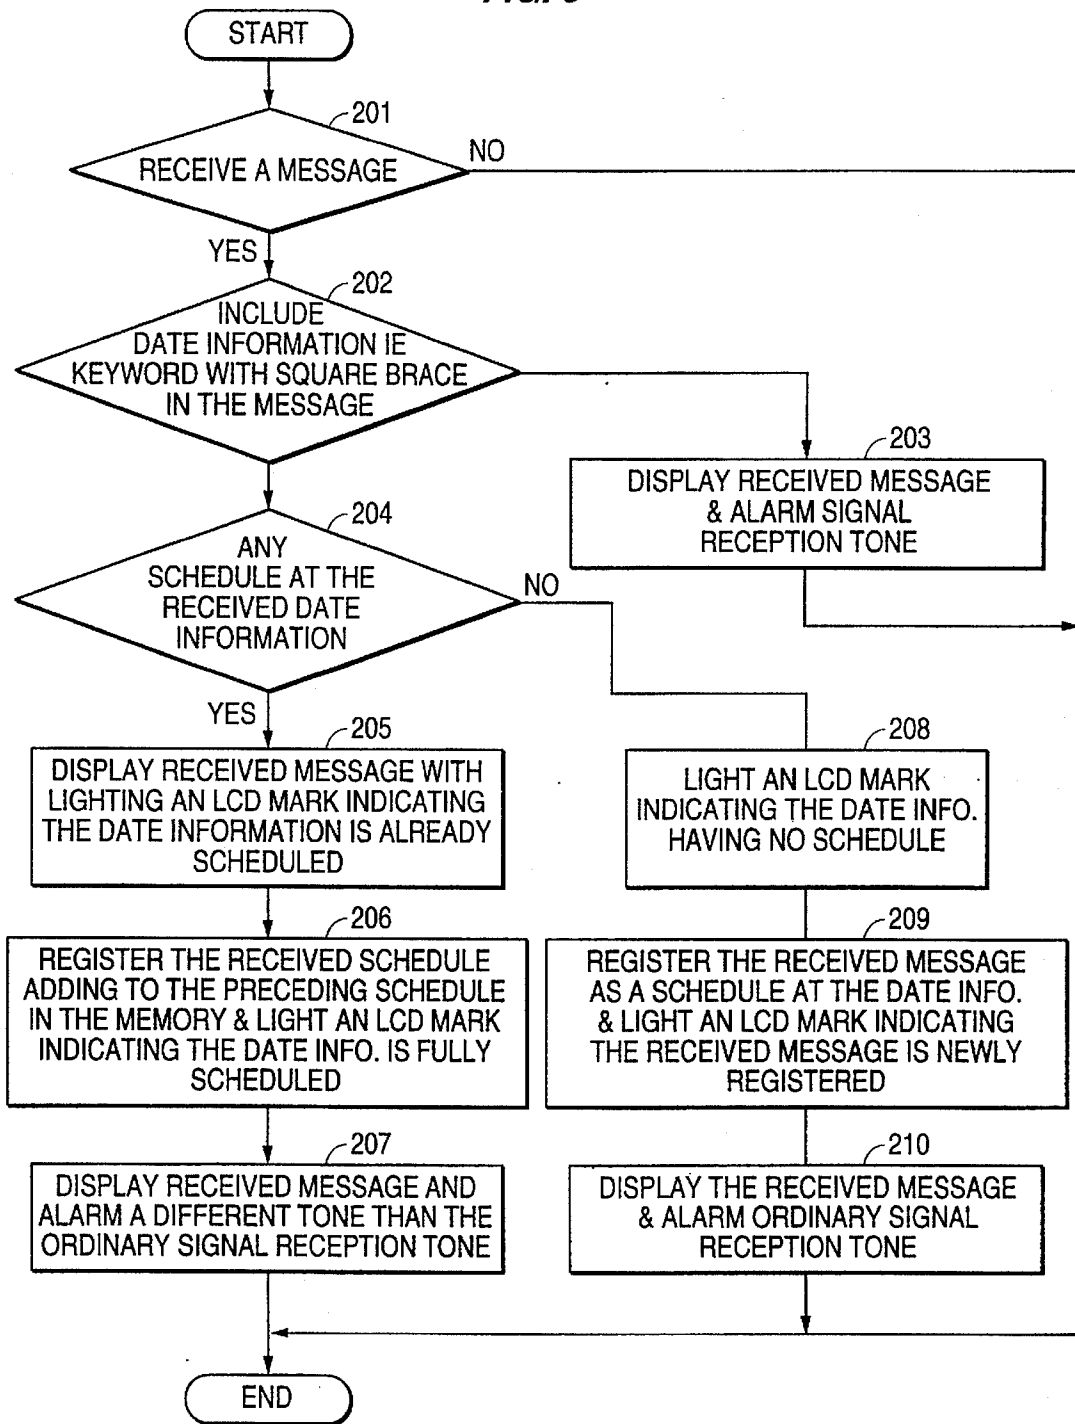 START
201
RECEIVE A MESSAGE
NO
YES
202
INCLUDE
DATE INFORMATION IE
KEYWORD WITH SQUARE BRACE
IN THE MESSAGE
203
DISPLAY RECEIVED MESSAGE
& ALARM SIGNAL
RECEPTION TONE
204
ANY
SCHEDULE AT THE
RECEIVED DATE
INFORMATION
NO
YES
205
DISPLAY RECEIVED MESSAGE WITH
LIGHTING AN LCD MARK INDICATING
THE DATE INFORMATION IS ALREADY
SCHEDULED
208
LIGHT AN LCD MARK
INDICATING THE DATE INFO.
HAVING NO SCHEDULE
206
REGISTER THE RECEIVED SCHEDULE
ADDING TO THE PRECEDING SCHEDULE
IN THE MEMORY & LIGHT AN LCD MARK
INDICATING THE DATE INFO. IS FULLY
SCHEDULED
209
REGISTER THE RECEIVED MESSAGE
AS A SCHEDULE AT THE DATE INFO.
& LIGHT AN LCD MARK INDICATING
THE RECEIVED MESSAGE IS NEWLY
REGISTERED
207
DISPLAY RECEIVED MESSAGE AND
ALARM A DIFFERENT TONE THAN THE
ORDINARY SIGNAL RECEPTION TONE
210
DISPLAY THE RECEIVED MESSAGE
& ALARM ORDINARY SIGNAL
RECEPTION TONE
END